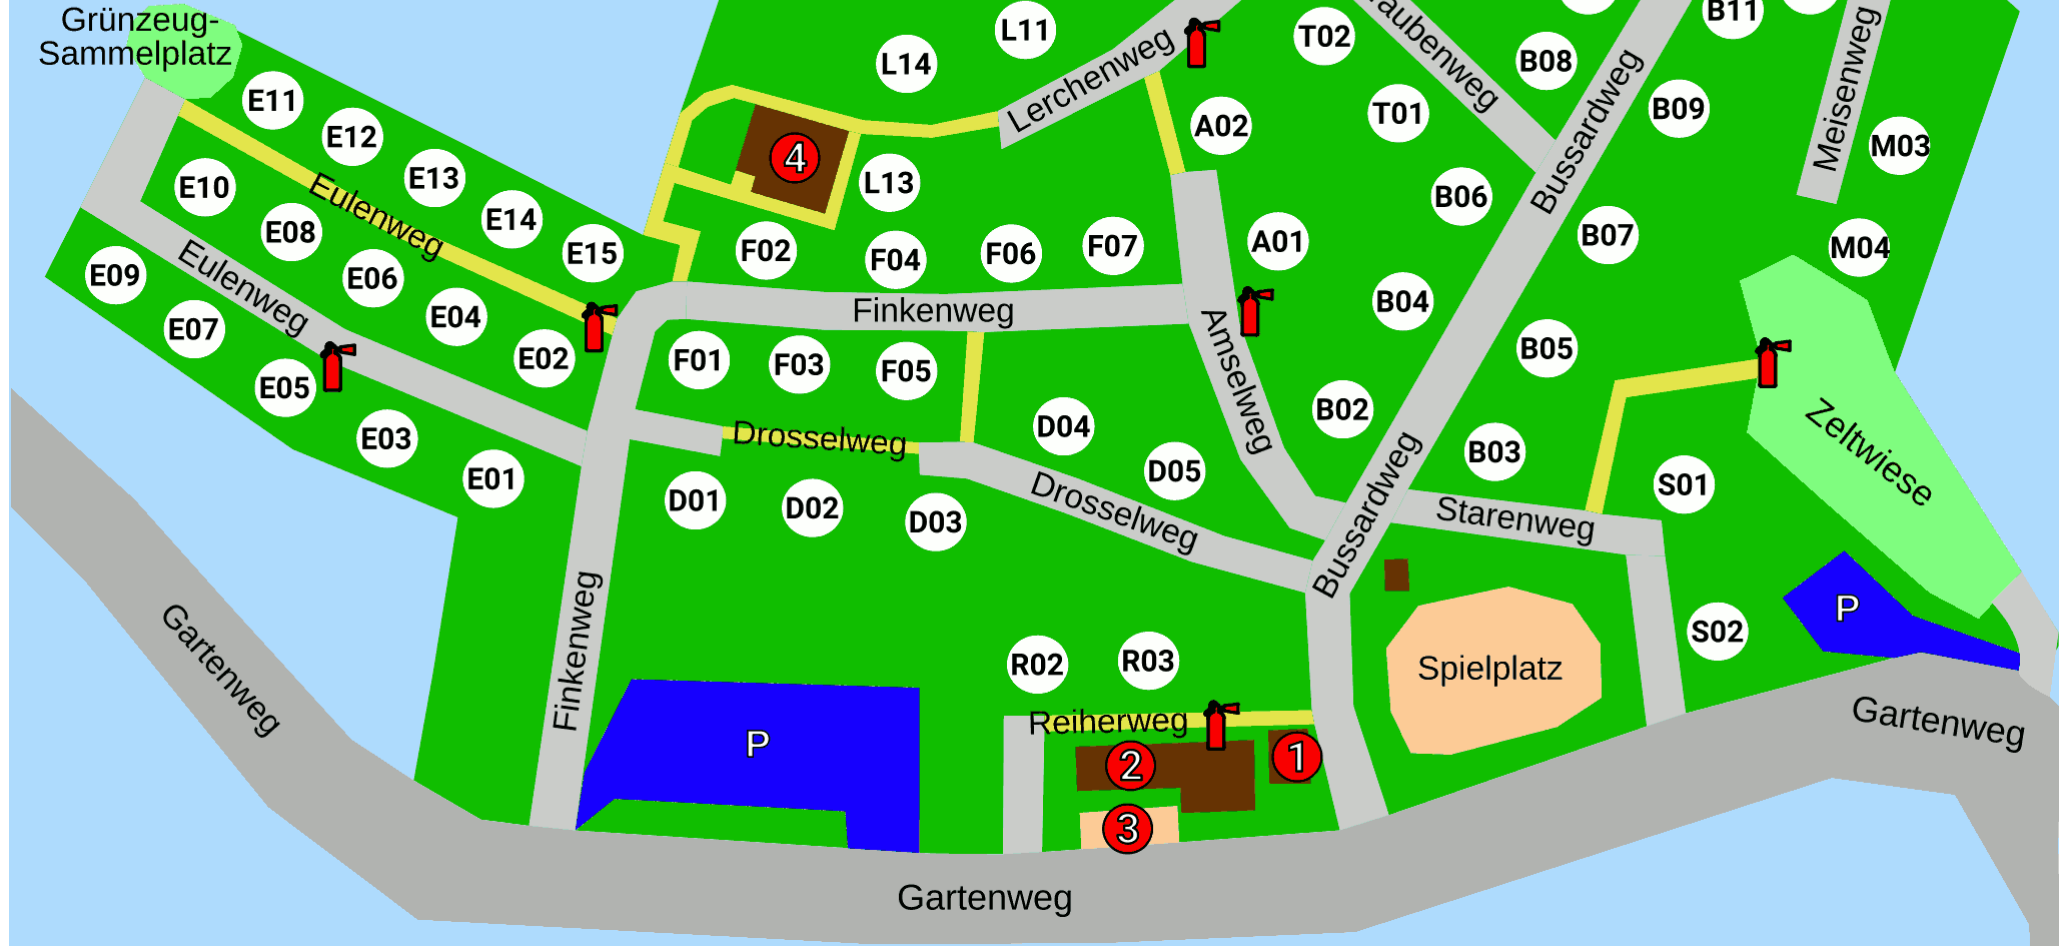 Grünzeug-
Sammelplatz
E11
E12
E13
E14
E15
E10
E08
E06
E04
E02
E09
E07
E05
E03
E01
Eulenweg
Eulenweg
L14
L11
Lerchenweg
4
L13
F02
F04
F06
F07
Finkenweg
F01
F03
F05
Drosselweg
D01
D02
D03
D04
D05
Drosselweg
Finkenweg
T02
T01
A02
A01
Amselweg
B11
B08
B09
B06
B07
B04
B05
B02
B03
Bussardweg
Bussardweg
Meisenweg
M03
M04
Zeltwiese
S01
Starenweg
S02
P
Spielplatz
R02
R03
Reiherweg
1
2
3
P
Gartenweg
Gartenweg
Gartenweg